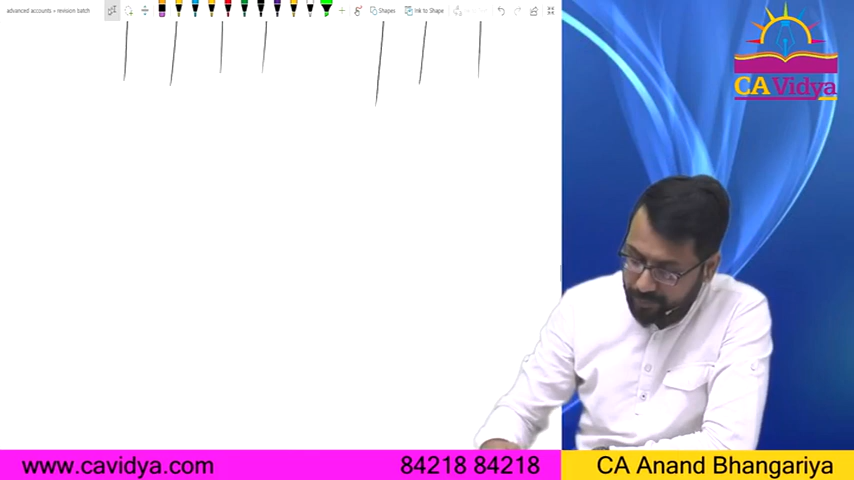 advanced accounts + revision batch
Shapes
Ink to Shape
CA Vidya
www.cavidya.com
84218 84218
CA Anand Bhangariya